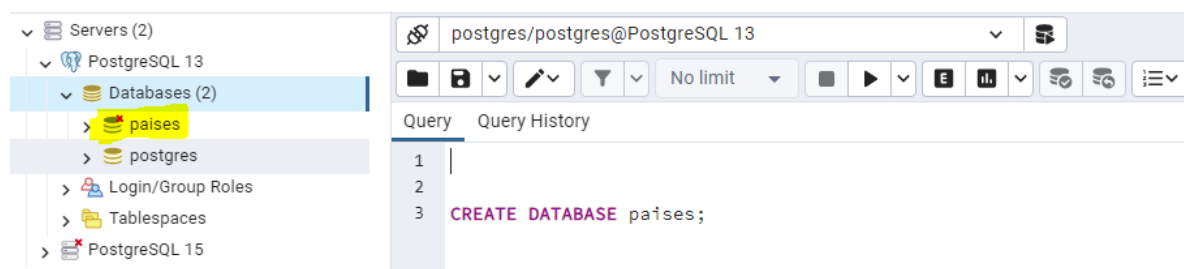 Servers (2)
PostgreSQL 13
Databases (2)
paises
postgres
Login/Group Roles
Tablespaces
PostgreSQL 15
postgres/postgres@PostgreSQL 13
No limit
E
Query Query History
1
2
3 CREATE DATABASE paises;